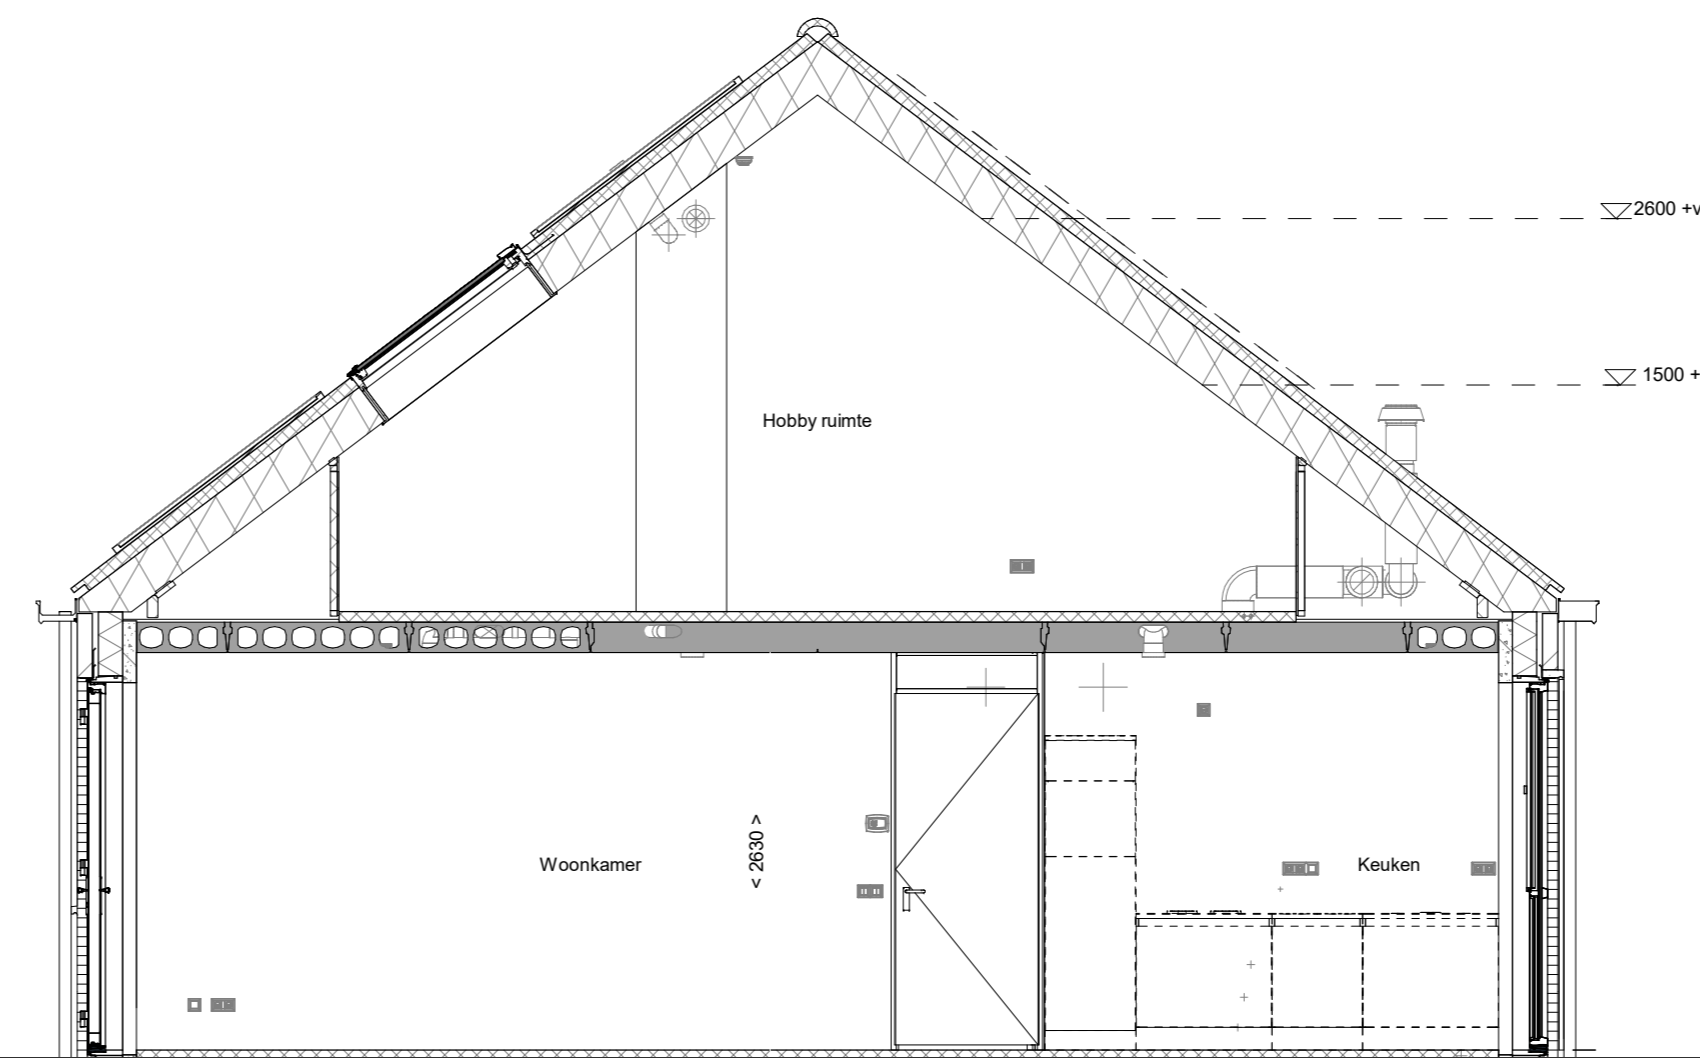 2600 +v
1500 +
Hobby ruimte
< 2630 >
Woonkamer
Keuken